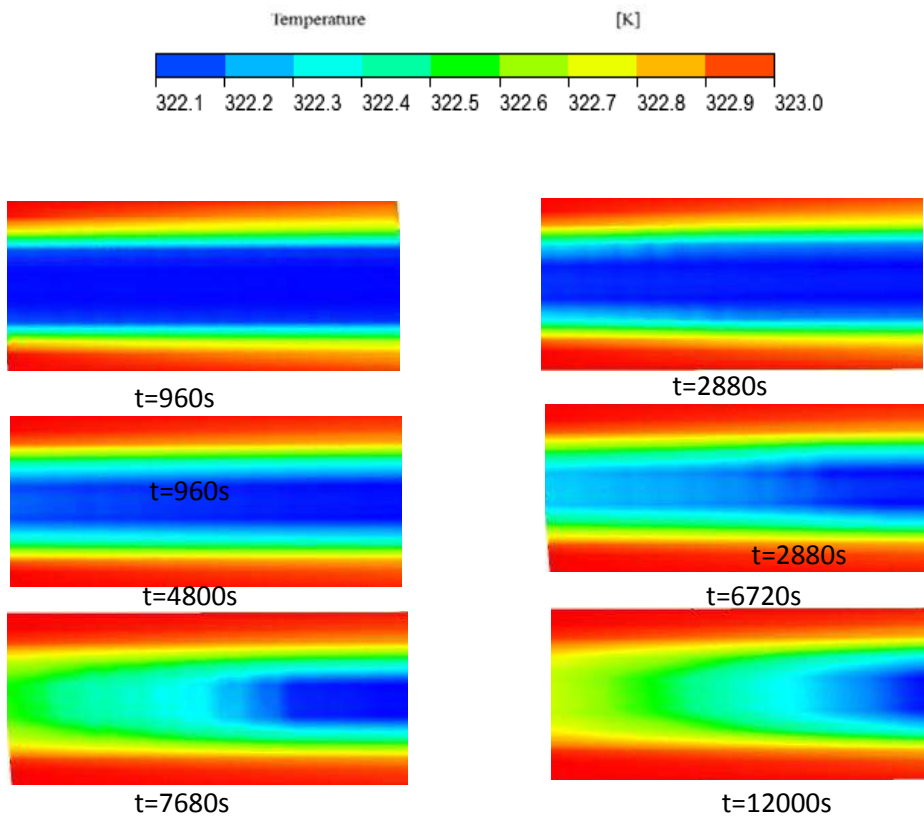 Temperature [K]
322.1 322.2 322.3 322.4 322.5 322.6 322.7 322.8 322.9 323.0
t=960s
t=2880s
t=960s
t=2880s
t=4800s
t=6720s
t=7680s
t=12000s